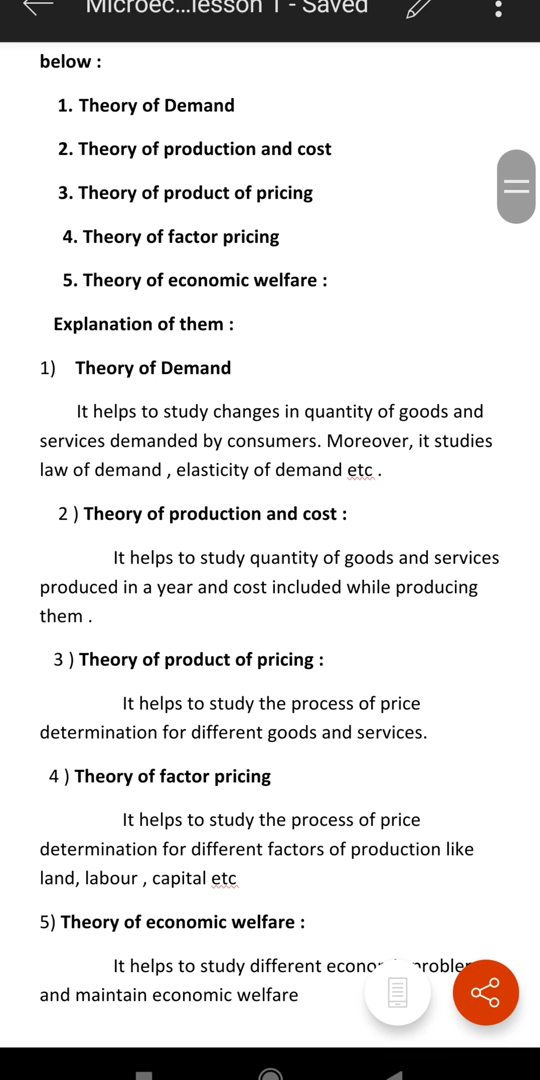 Microec...lesson 1 - Saved
below :
1. Theory of Demand
2. Theory of production and cost
3. Theory of product of pricing
4. Theory of factor pricing
5. Theory of economic welfare :
Explanation of them :
1) Theory of Demand
It helps to study changes in quantity of goods and
services demanded by consumers. Moreover, it studies
law of demand , elasticity of demand etc .
2 ) Theory of production and cost :
It helps to study quantity of goods and services
produced in a year and cost included while producing
them .
3 ) Theory of product of pricing :
It helps to study the process of price
determination for different goods and services.
4 ) Theory of factor pricing
It helps to study the process of price
determination for different factors of production like
land, labour , capital etc
5) Theory of economic welfare :
It helps to study different
and maintain economic welfare